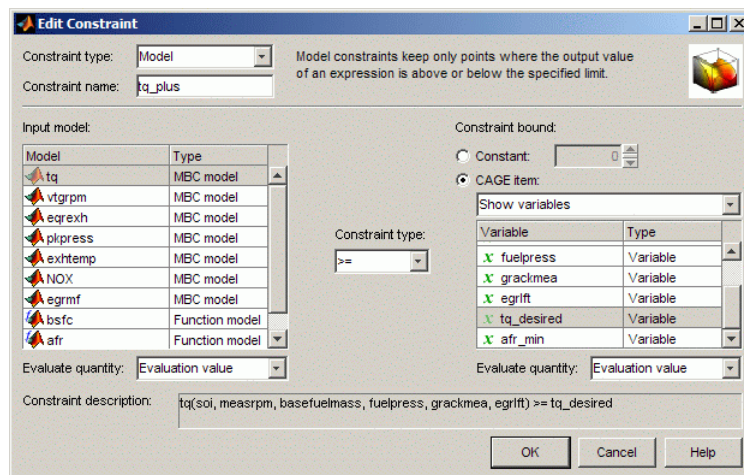 Edit Constraint
Constraint type: Model
Model constraints keep only points where the output value
of an expression is above or below the specified limit.
Constraint name: tq_plus
Input model:
Constraint bound:
Model Type
tq MBC model
vtgrpm MBC model
eqrexh MBC model
pkpress MBC model
exhtemp MBC model
NOX MBC model
egrmf MBC model
bsfc Function model
afr Function model
Constraint type:
>=
Constant: 0
CAGE item:
Show variables
Variable Type
x fuelpress Variable
x grackmea Variable
x egrlft Variable
x tq_desired Variable
x afr_min Variable
Evaluate quantity: Evaluation value
Evaluate quantity: Evaluation value
Constraint description: tq(soi, measrpm, basefuelmass, fuelpress, grackmea, egrlft) >= tq_desired
OK Cancel Help